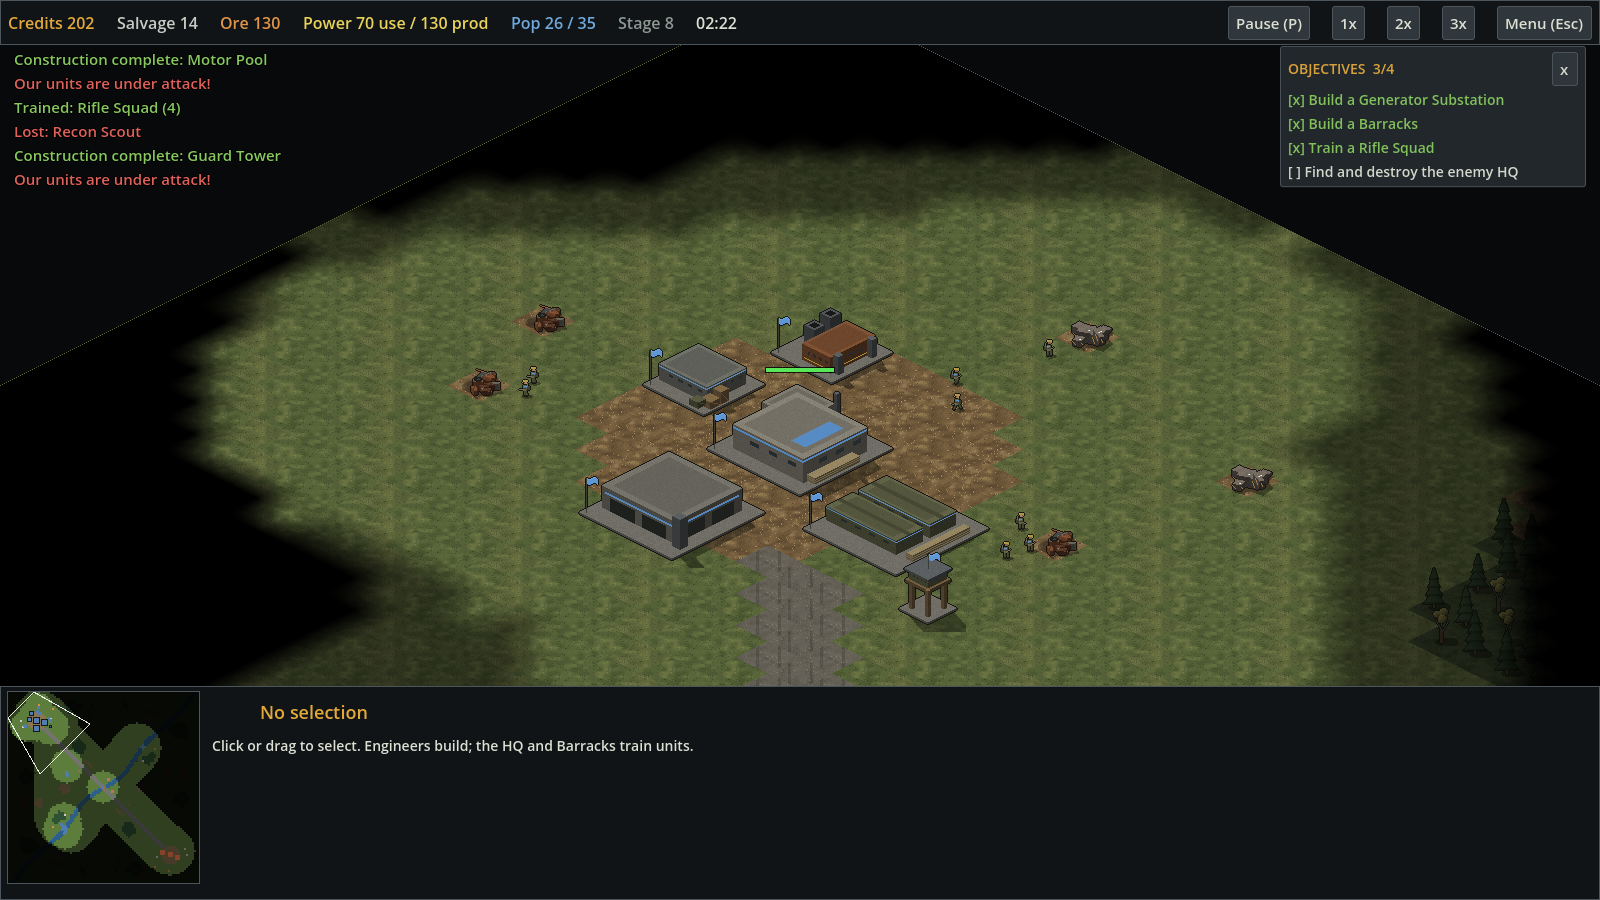 Credits 202 Salvage 14 Ore 130 Power 70 use / 130 prod Pop 26 / 35 Stage 8 02:22 Pause (P) 1x 2x 3x Menu (Esc)
Construction complete: Motor Pool
Our units are under attack!
Trained: Rifle Squad (4)
Lost: Recon Scout
Construction complete: Guard Tower
Our units are under attack!
OBJECTIVES 3/4 x
[x] Build a Generator Substation
[x] Build a Barracks
[x] Train a Rifle Squad
[ ] Find and destroy the enemy HQ
No selection
Click or drag to select. Engineers build; the HQ and Barracks train units.